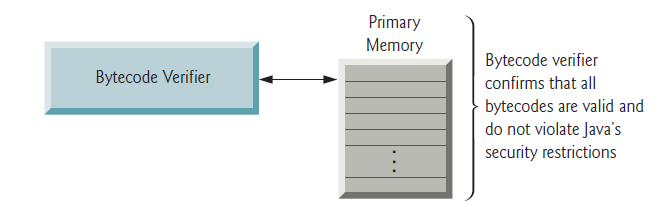 Bytecode Verifier
Primary
Memory
Bytecode verifier
confirms that all
bytecodes are valid and
do not violate Java’s
security restrictions